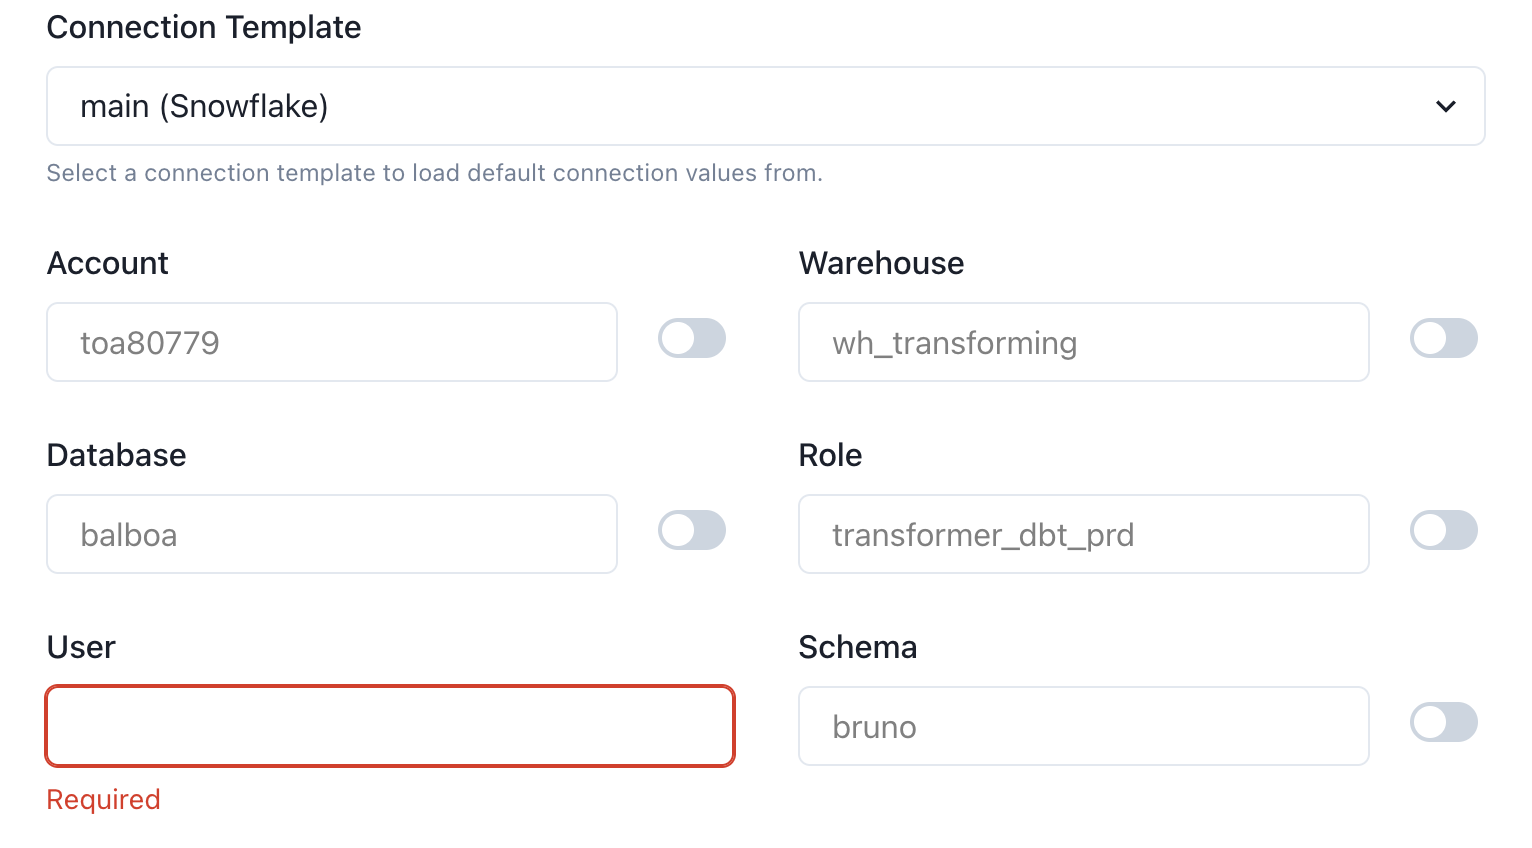 Connection Template
main (Snowflake)
Select a connection template to load default connection values from.
Account
toa80779
Warehouse
wh_transforming
Database
balboa
Role
transformer_dbt_prd
User
Required
Schema
bruno